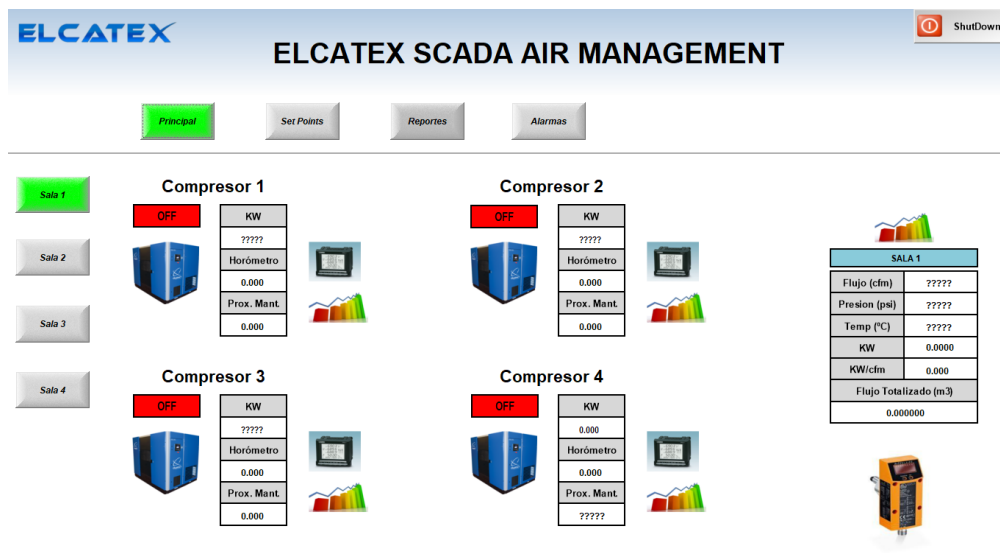 ELCATEX
ELCATEX SCADA AIR MANAGEMENT
ShutDown
Principal
Set Points
Reportes
Alarmas
Sala 1
Sala 2
Sala 3
Sala 4
Compresor 1
OFF
KW
?????
Horómetro
0.000
Prox. Mant.
0.000
Compresor 2
OFF
KW
?????
Horómetro
0.000
Prox. Mant.
0.000
Compresor 3
OFF
KW
?????
Horómetro
0.000
Prox. Mant.
0.000
Compresor 4
OFF
KW
0.000
Horómetro
0.000
Prox. Mant.
?????
SALA 1
Flujo (cfm) ?????
Presion (psi) ?????
Temp (ºC) ?????
KW 0.0000
KW/cfm 0.000
Flujo Totalizado (m3)
0.000000